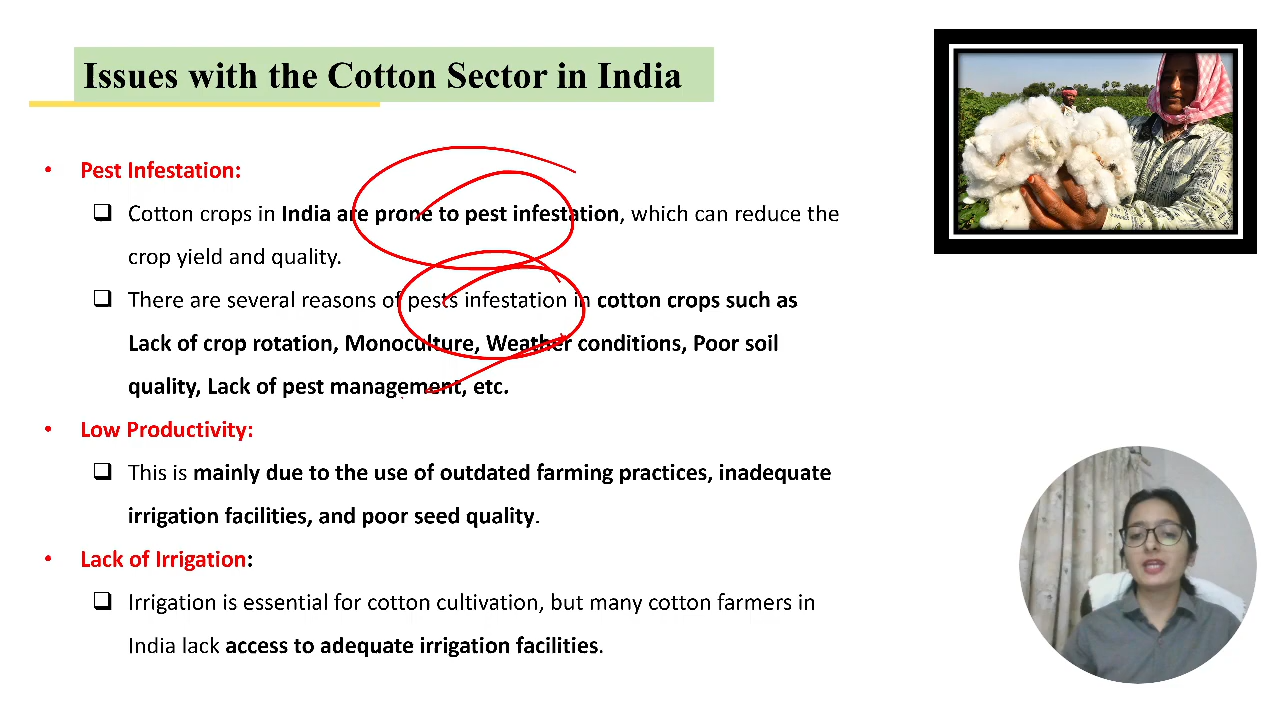 Issues with the Cotton Sector in India
• Pest Infestation:
❑ Cotton crops in India are prone to pest infestation, which can reduce the
crop yield and quality.
❑ There are several reasons of pests infestation in cotton crops such as
Lack of crop rotation, Monoculture, Weather conditions, Poor soil
quality, Lack of pest management, etc.
• Low Productivity:
❑ This is mainly due to the use of outdated farming practices, inadequate
irrigation facilities, and poor seed quality.
• Lack of Irrigation:
❑ Irrigation is essential for cotton cultivation, but many cotton farmers in
India lack access to adequate irrigation facilities.